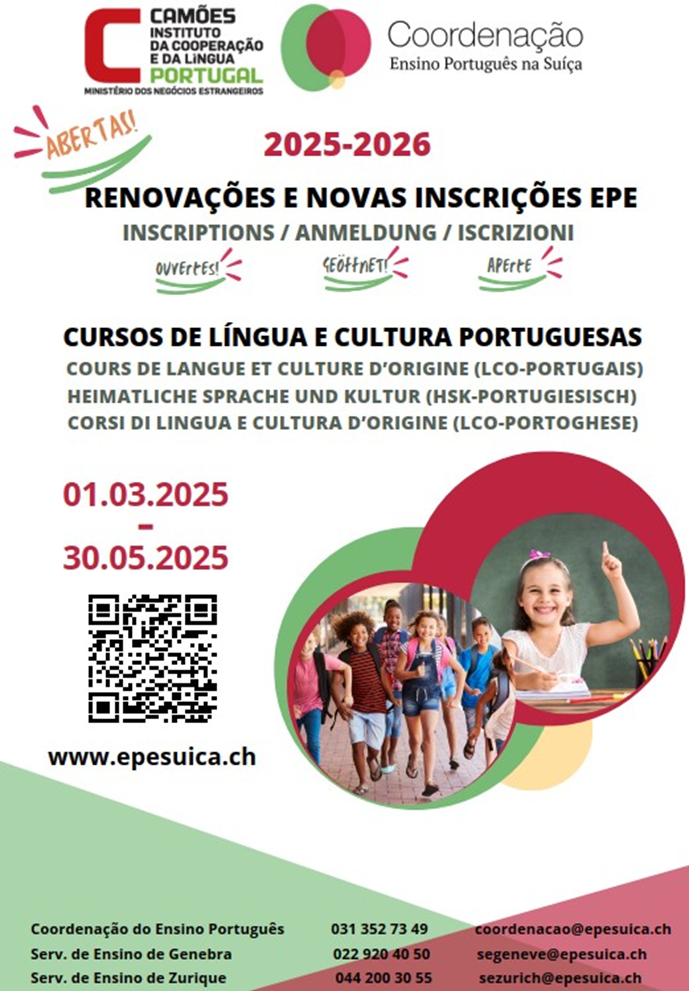 CAMÕES
INSTITUTO
DA COOPERAÇÃO
E DA LÍNGUA
PORTUGAL
MINISTÉRIO DOS NEGÓCIOS ESTRANGEIROS
Coordenação
Ensino Português na Suíça
ABERTAS!
2025-2026
RENOVAÇÕES E NOVAS INSCRIÇÕES EPE
INSCRIPTIONS / ANMELDUNG / ISCRIZIONI
OUVERTES! GEÖFFNET! APERTE
CURSOS DE LÍNGUA E CULTURA PORTUGUESAS
COURS DE LANGUE ET CULTURE D'ORIGINE (LCO-PORTUGAIS)
HEIMATLICHE SPRACHE UND KULTUR (HSK-PORTUGIESISCH)
CORSI DI LINGUA E CULTURA D'ORIGINE (LCO-PORTOGHESE)
01.03.2025
-
30.05.2025
www.epesuica.ch
Coordenação do Ensino Português 031 352 73 49 coordenacao@epesuica.ch
Serv. de Ensino de Genebra 022 920 40 50 segeneve@epesuica.ch
Serv. de Ensino de Zurique 044 200 30 55 sezurich@epesuica.ch